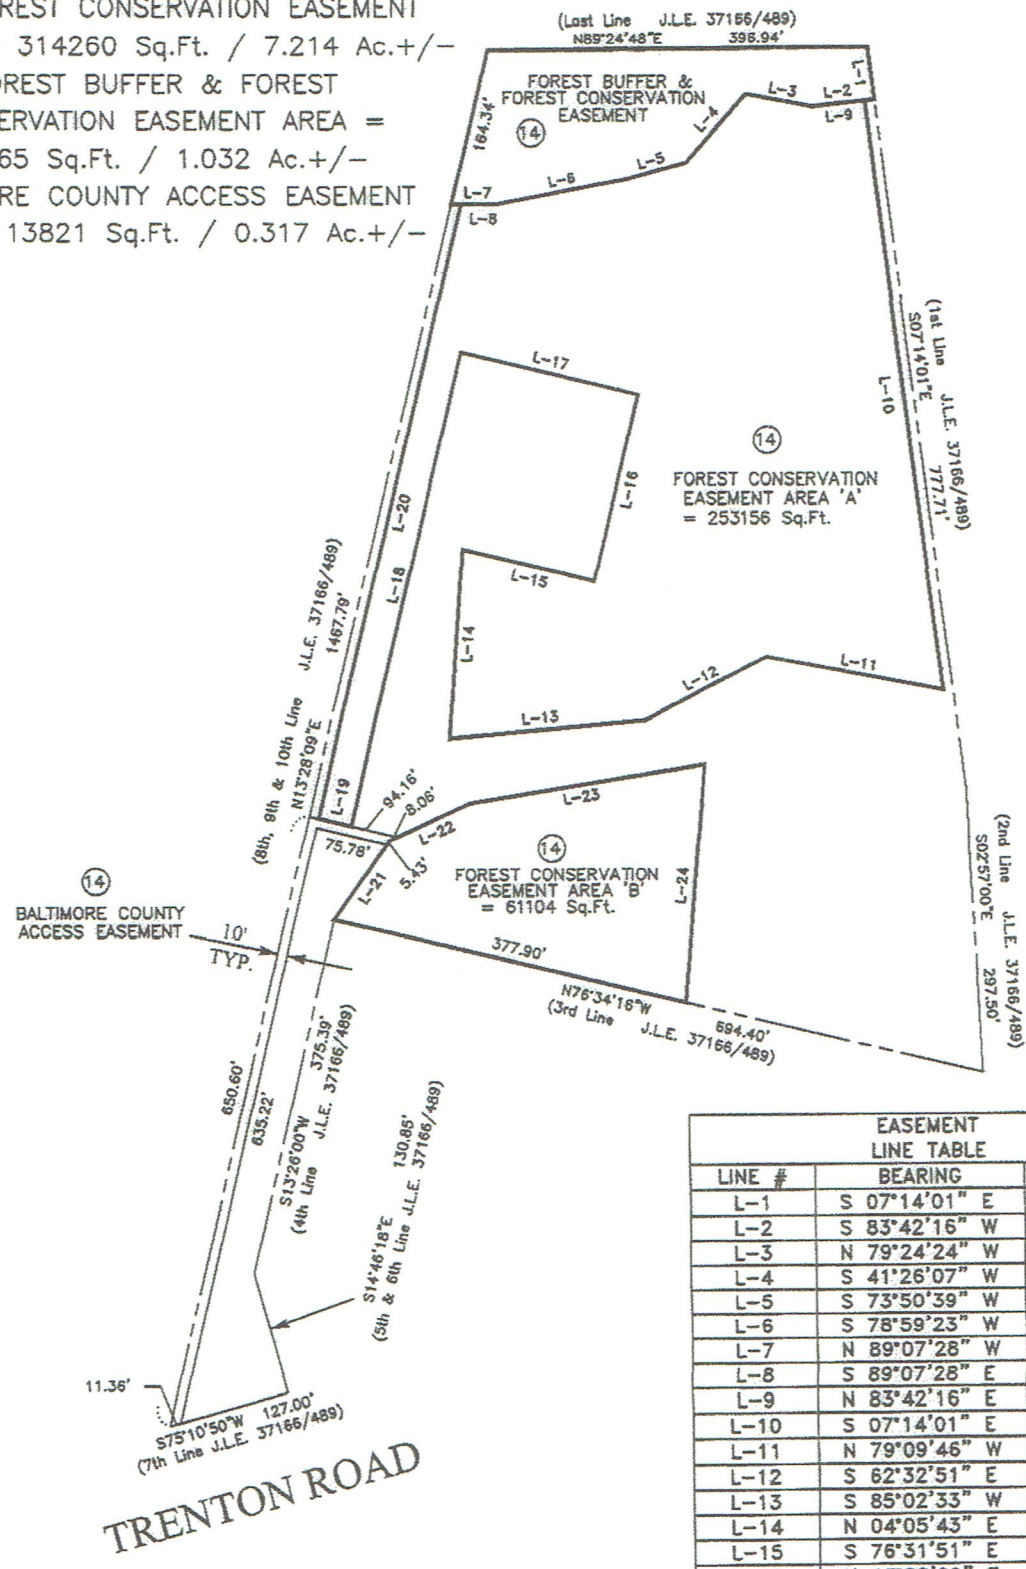 REST CONSERVATION EASEMENT
314260 Sq.Ft. / 7.214 Ac.+/-
REST BUFFER & FOREST
ERVATION EASEMENT AREA =
65 Sq.Ft. / 1.032 Ac.+/-
RE COUNTY ACCESS EASEMENT
13821 Sq.Ft. / 0.317 Ac.+/-
(Last Line J.L.E. 37166/489)
N89°24'48"E 396.94'
FOREST BUFFER &
FOREST CONSERVATION
EASEMENT
14
164.34'
L-1
L-2
L-3
L-4
L-5
L-6
L-7
L-8
L-9
L-10
(1st Line J.L.E. 37166/489)
S07°14'01"E 777.71'
L-17
L-16
L-15
L-14
14
FOREST CONSERVATION
EASEMENT AREA 'A'
= 253156 Sq.Ft.
L-20
L-18
L-13
L-12
L-11
(8th, 9th & 10th Line J.L.E. 37166/489)
N13°28'09"E 1467.79'
L-19
94.16'
8.06'
75.78'
5.43'
L-21
L-22
L-23
L-24
14
FOREST CONSERVATION
EASEMENT AREA 'B'
= 61104 Sq.Ft.
377.90'
N76°34'16"W 694.40'
(3rd Line J.L.E. 37166/489)
(2nd Line J.L.E. 37166/489)
S02°57'00"E 297.50'
14
BALTIMORE COUNTY
ACCESS EASEMENT
10'
TYP.
650.60'
635.22'
S13°26'00"W 375.39'
(4th Line J.L.E. 37166/489)
S14°46'18"E 130.85'
(5th & 6th Line J.L.E. 37166/489)
11.36'
S75°10'50"W 127.00'
(7th Line J.L.E. 37166/489)
TRENTON ROAD
EASEMENT
LINE TABLE
LINE # BEARING
L-1 S 07°14'01" E
L-2 S 83°42'16" W
L-3 N 79°24'24" W
L-4 S 41°26'07" W
L-5 S 73°50'39" W
L-6 S 78°59'23" W
L-7 N 89°07'28" W
L-8 S 89°07'28" E
L-9 N 83°42'16" E
L-10 S 07°14'01" E
L-11 N 79°09'46" W
L-12 S 62°32'51" E
L-13 S 85°02'33" W
L-14 N 04°05'43" E
L-15 S 76°31'51" E